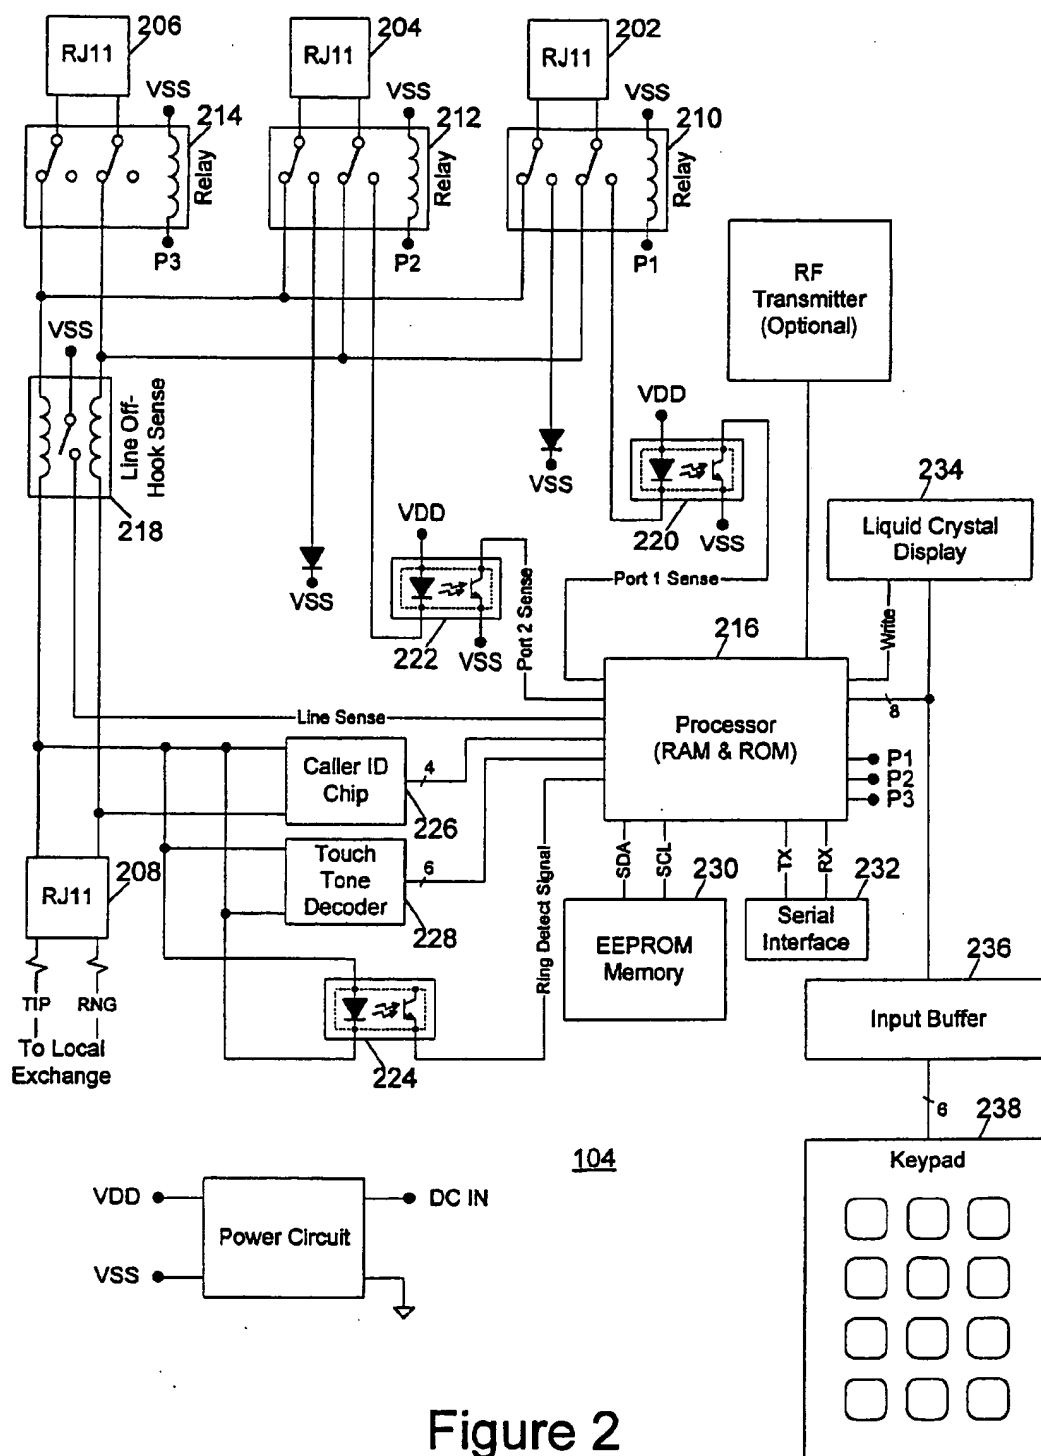 206
204
202
RJ11
RJ11
RJ11
VSS
VSS
VSS
214
212
210
Relay
Relay
Relay
P3
P2
P1
RF
Transmitter
(Optional)
VSS
Line Off-
Hook Sense
218
VDD
VSS
220
VSS
234
Liquid Crystal
Display
VDD
VSS
222
VSS
Port 2 Sense
Port 1 Sense
Write
216
8
Processor
(RAM & ROM)
Line Sense
P1
P2
P3
Caller ID
Chip
4
226
Touch
Tone
Decoder
6
228
Ring Detect Signal
SDA
SCL
TX
RX
230
232
EEPROM
Memory
Serial
Interface
208
RJ11
TIP
RNG
To Local
Exchange
224
236
Input Buffer
6
238
Keypad
104
VDD
DC IN
Power Circuit
VSS
Figure 2